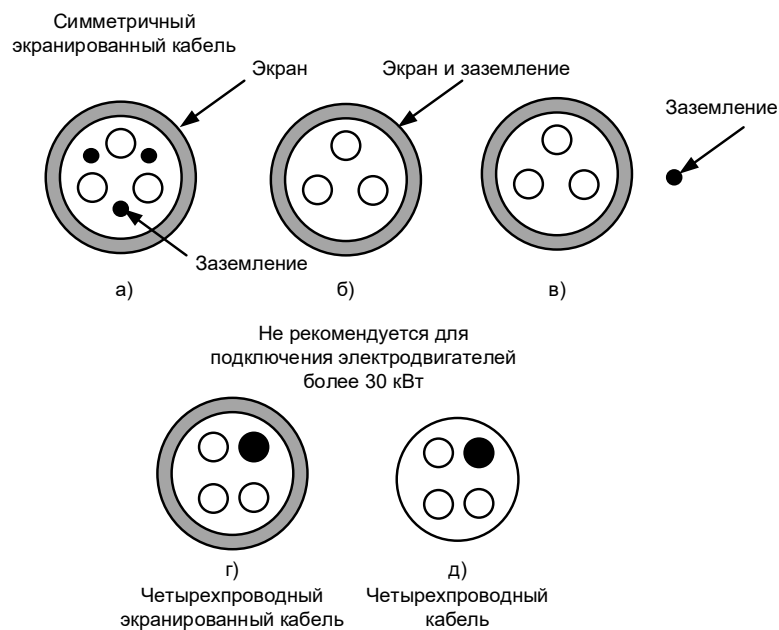 Симметричный
экранированный кабель
Экран
Экран и заземление
Заземление
Заземление
а)
б)
в)
Не рекомендуется для
подключения электродвигателей
более 30 кВт
г)
д)
Четырехпроводный
экранированный кабель
Четырехпроводный
кабель